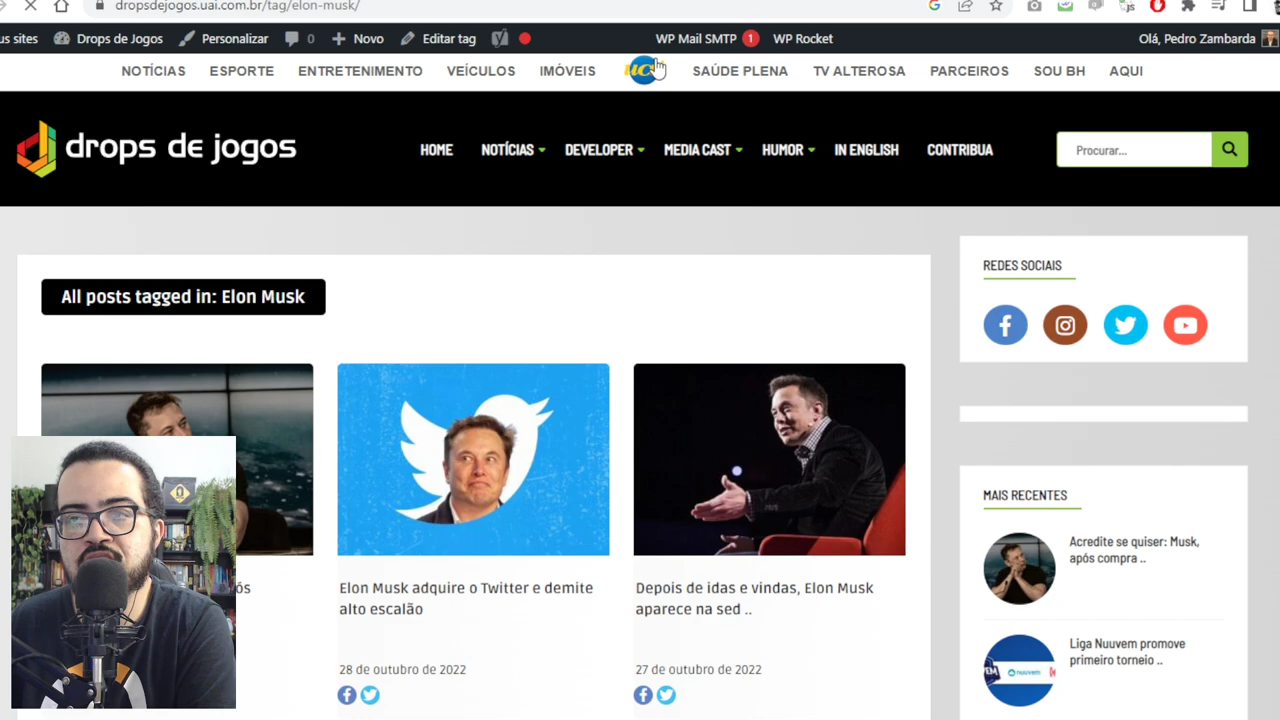 dropsdejogos.uai.com.br/tag/elon-musk/
us sites Drops de Jogos Personalizar 0 Novo Editar tag WP Mail SMTP 1 WP Rocket Olá, Pedro Zambarda
NOTÍCIAS ESPORTE ENTRETENIMENTO VEÍCULOS IMÓVEIS SAÚDE PLENA TV ALTEROSA PARCEIROS SOU BH AQUI
drops de jogos HOME NOTÍCIAS DEVELOPER MEDIA CAST HUMOR IN ENGLISH CONTRIBUA Procurar...
All posts tagged in: Elon Musk
REDES SOCIAIS
MAIS RECENTES
Acredite se quiser: Musk,
após compra ..
ós
Elon Musk adquire o Twitter e demite
alto escalão
28 de outubro de 2022
Depois de idas e vindas, Elon Musk
aparece na sed ..
27 de outubro de 2022
Liga Nuuvem promove
primeiro torneio ..
nuuvem